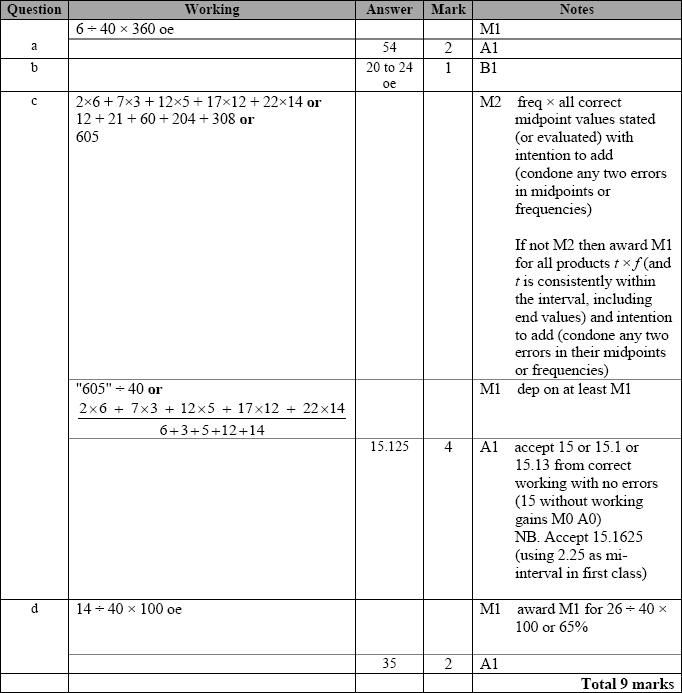 Question Working Answer Mark Notes
6 ÷ 40 × 360 oe M1
a 54 2 A1
b 20 to 24 1 B1
oe
c 2×6 + 7×3 + 12×5 + 17×12 + 22×14 or M2 freq × all correct
12 + 21 + 60 + 204 + 308 or midpoint values stated
605 (or evaluated) with
intention to add
(condone any two errors
in midpoints or
frequencies)
If not M2 then award M1
for all products t × f (and
t is consistently within
the interval, including
end values) and intention
to add (condone any two
errors in their midpoints
or frequencies)
"605" ÷ 40 or M1 dep on at least M1
2×6 + 7×3 + 12×5 + 17×12 + 22×14
6+3+5+12+14
15.125 4 A1 accept 15 or 15.1 or
15.13 from correct
working with no errors
(15 without working
gains M0 A0)
NB. Accept 15.1625
(using 2.25 as mi-
interval in first class)
d 14 ÷ 40 × 100 oe M1 award M1 for 26 ÷ 40 ×
100 or 65%
35 2 A1
Total 9 marks